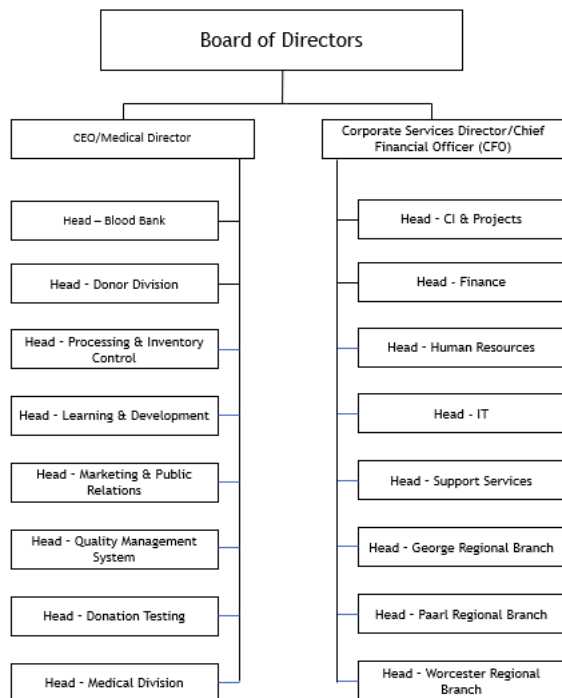 Board of Directors
CEO/Medical Director
Corporate Services Director/Chief
Financial Officer (CFO)
Head – Blood Bank
Head - Donor Division
Head - Processing & Inventory
Control
Head - Learning & Development
Head - Marketing & Public
Relations
Head - Quality Management
System
Head - Donation Testing
Head - Medical Division
Head - CI & Projects
Head - Finance
Head - Human Resources
Head - IT
Head - Support Services
Head - George Regional Branch
Head - Paarl Regional Branch
Head - Worcester Regional
Branch